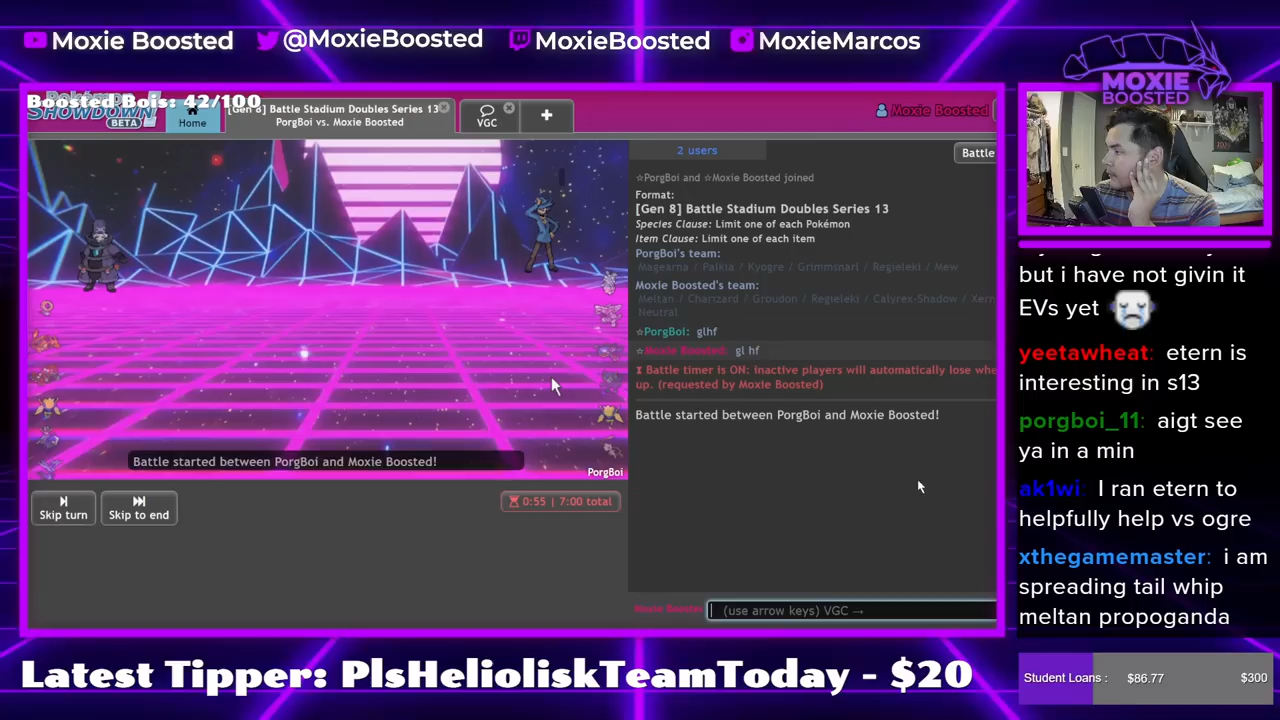 Moxie Boosted @MoxieBoosted MoxieBoosted MoxieMarcos
MOXIE
BOOSTED
Boosted Bois: 42/100
SHOWDOWN
BETA
Home
[Gen 8] Battle Stadium Doubles Series 13
PorgBoi vs. Moxie Boosted
VGC
Moxie Boosted
2 users
Battle
☆PorgBoi and ☆Moxie Boosted joined
Format:
[Gen 8] Battle Stadium Doubles Series 13
Species Clause: Limit one of each Pokémon
Item Clause: Limit one of each item
PorgBoi's team:
Magearna / Palkia / Kyogre / Grimmsnarl / Regieleki / Mew
Moxie Boosted's team:
Meltan / Charizard / Groudon / Regieleki / Calyrex-Shadow / Xern
Neutral
☆PorgBoi: glhf
☆Moxie Boosted: gl hf
Battle timer is ON: inactive players will automatically lose whe
up. (requested by Moxie Boosted)
Battle started between PorgBoi and Moxie Boosted!
Battle started between PorgBoi and Moxie Boosted!
PorgBoi
Skip turn
Skip to end
0:55 | 7:00 total
Moxie Booste
(use arrow keys) VGC →
but i have not givin it
EVs yet
yeetawheat: etern is
interesting in s13
porgboi_11: aigt see
ya in a min
ak1wi: I ran etern to
helpfully help vs ogre
xthegamemaster: i am
spreading tail whip
meltan propoganda
Latest Tipper: PlsHelioliskTeamToday - $20
Student Loans : $86.77 $300